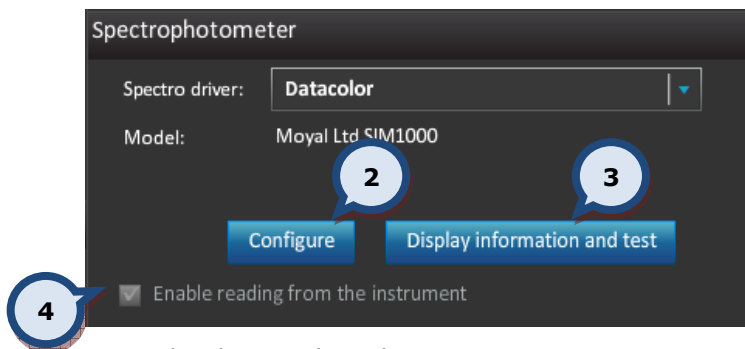 Spectrophotometer
Spectro driver: Datacolor
Model: Moyal Ltd SIM1000
2 3
Configure Display information and test
Enable reading from the instrument
4